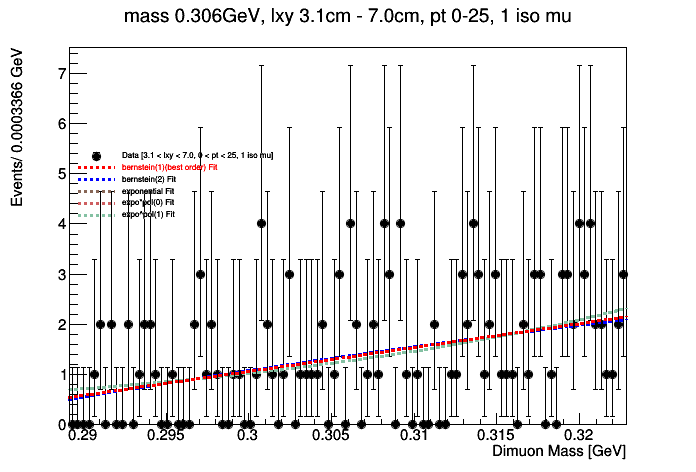 mass 0.306GeV, lxy 3.1cm - 7.0cm, pt 0-25, 1 iso mu
Events/ 0.0003366 GeV
7
6
5
4
3
2
1
0
Data [3.1 < lxy < 7.0, 0 < pt < 25, 1 iso mu]
bernstein(1)(best order) Fit
bernstein(2) Fit
exponential Fit
expo*pol(0) Fit
expo*pol(1) Fit
0.29 0.295 0.3 0.305 0.31 0.315 0.32
Dimuon Mass [GeV]